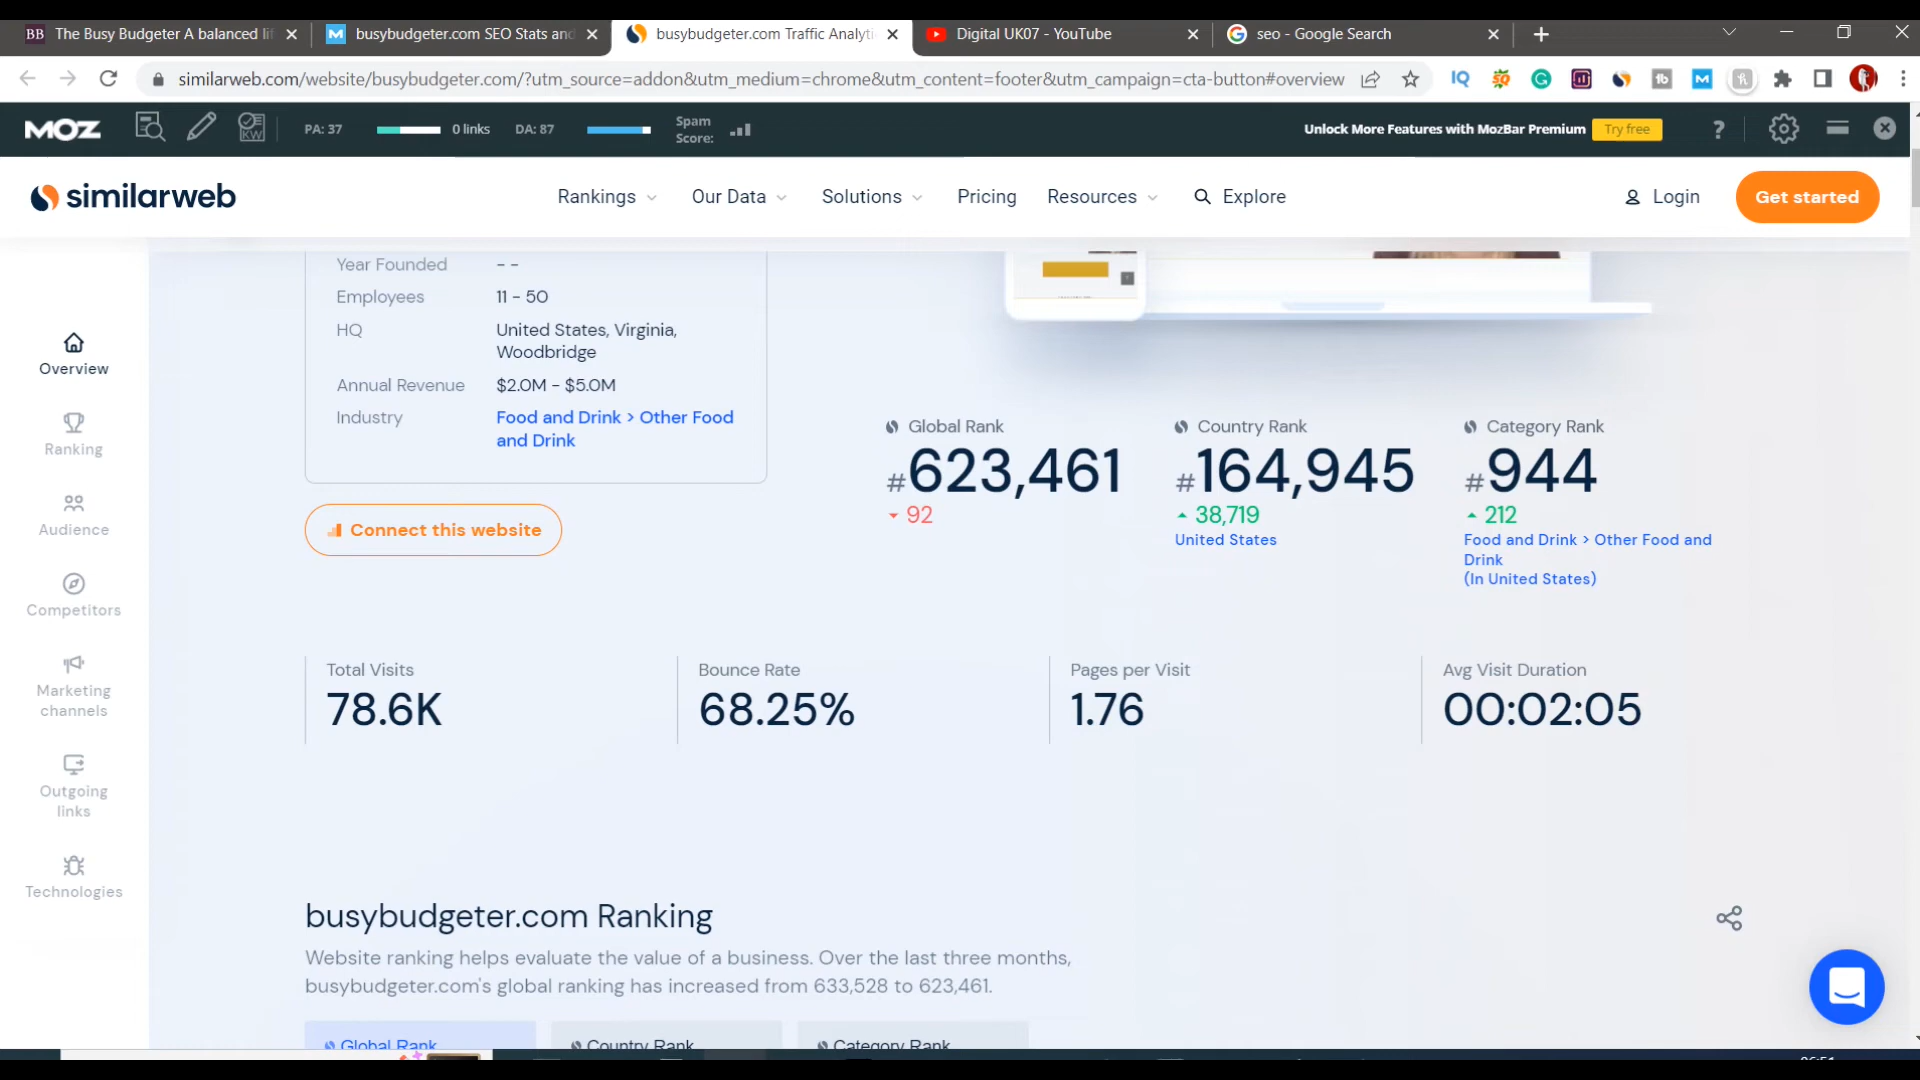 BB The Busy Budgeter A balanced lif
busybudgeter.com SEO Stats and
busybudgeter.com Traffic Analyti
Digital UK07 - YouTube
seo - Google Search
similarweb.com/website/busybudgeter.com/?utm_source=addon&utm_medium=chrome&utm_content=footer&utm_campaign=cta-button#overview
MOZ
KW
PA: 37
0 links
DA: 87
Spam
Score:
Unlock More Features with MozBar Premium
Try free
?
similarweb
Rankings
Our Data
Solutions
Pricing
Resources
Explore
Login
Get started
Overview
Ranking
Audience
Competitors
Marketing
channels
Outgoing
links
Technologies
Year Founded
- -
Employees
11 - 50
HQ
United States, Virginia,
Woodbridge
Annual Revenue
$2.0M - $5.0M
Industry
Food and Drink > Other Food
and Drink
Connect this website
Global Rank
#623,461
92
Country Rank
#164,945
38,719
United States
Category Rank
#944
212
Food and Drink > Other Food and
Drink
(In United States)
Total Visits
78.6K
Bounce Rate
68.25%
Pages per Visit
1.76
Avg Visit Duration
00:02:05
busybudgeter.com Ranking
Website ranking helps evaluate the value of a business. Over the last three months,
busybudgeter.com's global ranking has increased from 633,528 to 623,461.
Global Rank
Country Rank
Category Rank